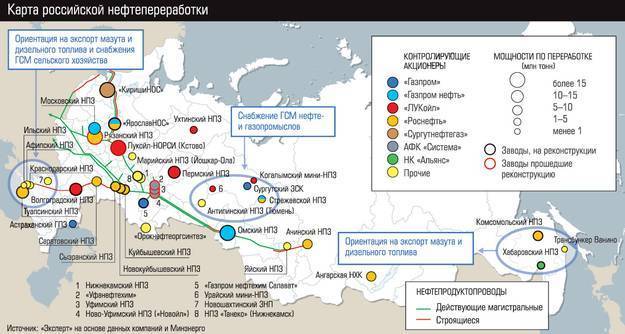 Карта российской нефтепереработки
Ориентация на экспорт мазута и
дизельного топлива и снабжения
ГСМ сельского хозяйства
«КиришиНОС»
Московский НПЗ
«ЯрославНОС»
Ухтинский НПЗ
Ильский НПЗ
Рязанский НПЗ
Афипский НПЗ
Лукойл-НОРСИ (Кстово)
Снабжение ГСМ нефте-
и газопромыслов
Марийский НПЗ (Йошкар-Ола)
Краснодарский НПЗ
Пермский НПЗ
Когалымский мини-НПЗ
Сургутский ЗСК
Стрежевской НПЗ
Волгоградский НПЗ
Туапсинский НПЗ
Антипинский НПЗ (Тюмень)
Астраханский ГПЗ
Саратовский НПЗ
«Орскнефтеоргсинтез»
Омский НПЗ
Ачинский НПЗ
Сызранский НПЗ
Куйбышевский НПЗ
Новокуйбышевский НПЗ
Яйский НПЗ
Ангарская НХК
Ориентация на экспорт мазута и
дизельного топлива
Комсомольский НПЗ
Трансбункер Ванино
Хабаровский НПЗ
КОНТРОЛИРУЮЩИЕ
АКЦИОНЕРЫ
«Газпром»
«Газпром нефть»
«ЛУКойл»
«Роснефть»
«Сургутнефтегаз»
АФК «Система»
НК «Альянс»
Прочие
МОЩНОСТИ ПО ПЕРЕРАБОТКЕ
(млн тонн)
более 15
10–15
5–10
1–5
менее 1
Заводы, на реконструкции
Заводы прошедшие
реконструкцию
НЕФТЕПРОДУКТОПРОВОДЫ
Действующие магистральные
Строящиеся
1 Нижнекамский НПЗ
2 «Уфанефтехим»
3 Уфимский НПЗ
4 Ново-Уфимский НПЗ («Новойл»)
5 «Газпром нефтехим Салават»
6 Урайский мини-НПЗ
7 Новошахтинский ЗНП
8 НПЗ «Танеко» (Нижнекамск)
Источник: «Эксперт» на основе данных компаний и Минэнерго